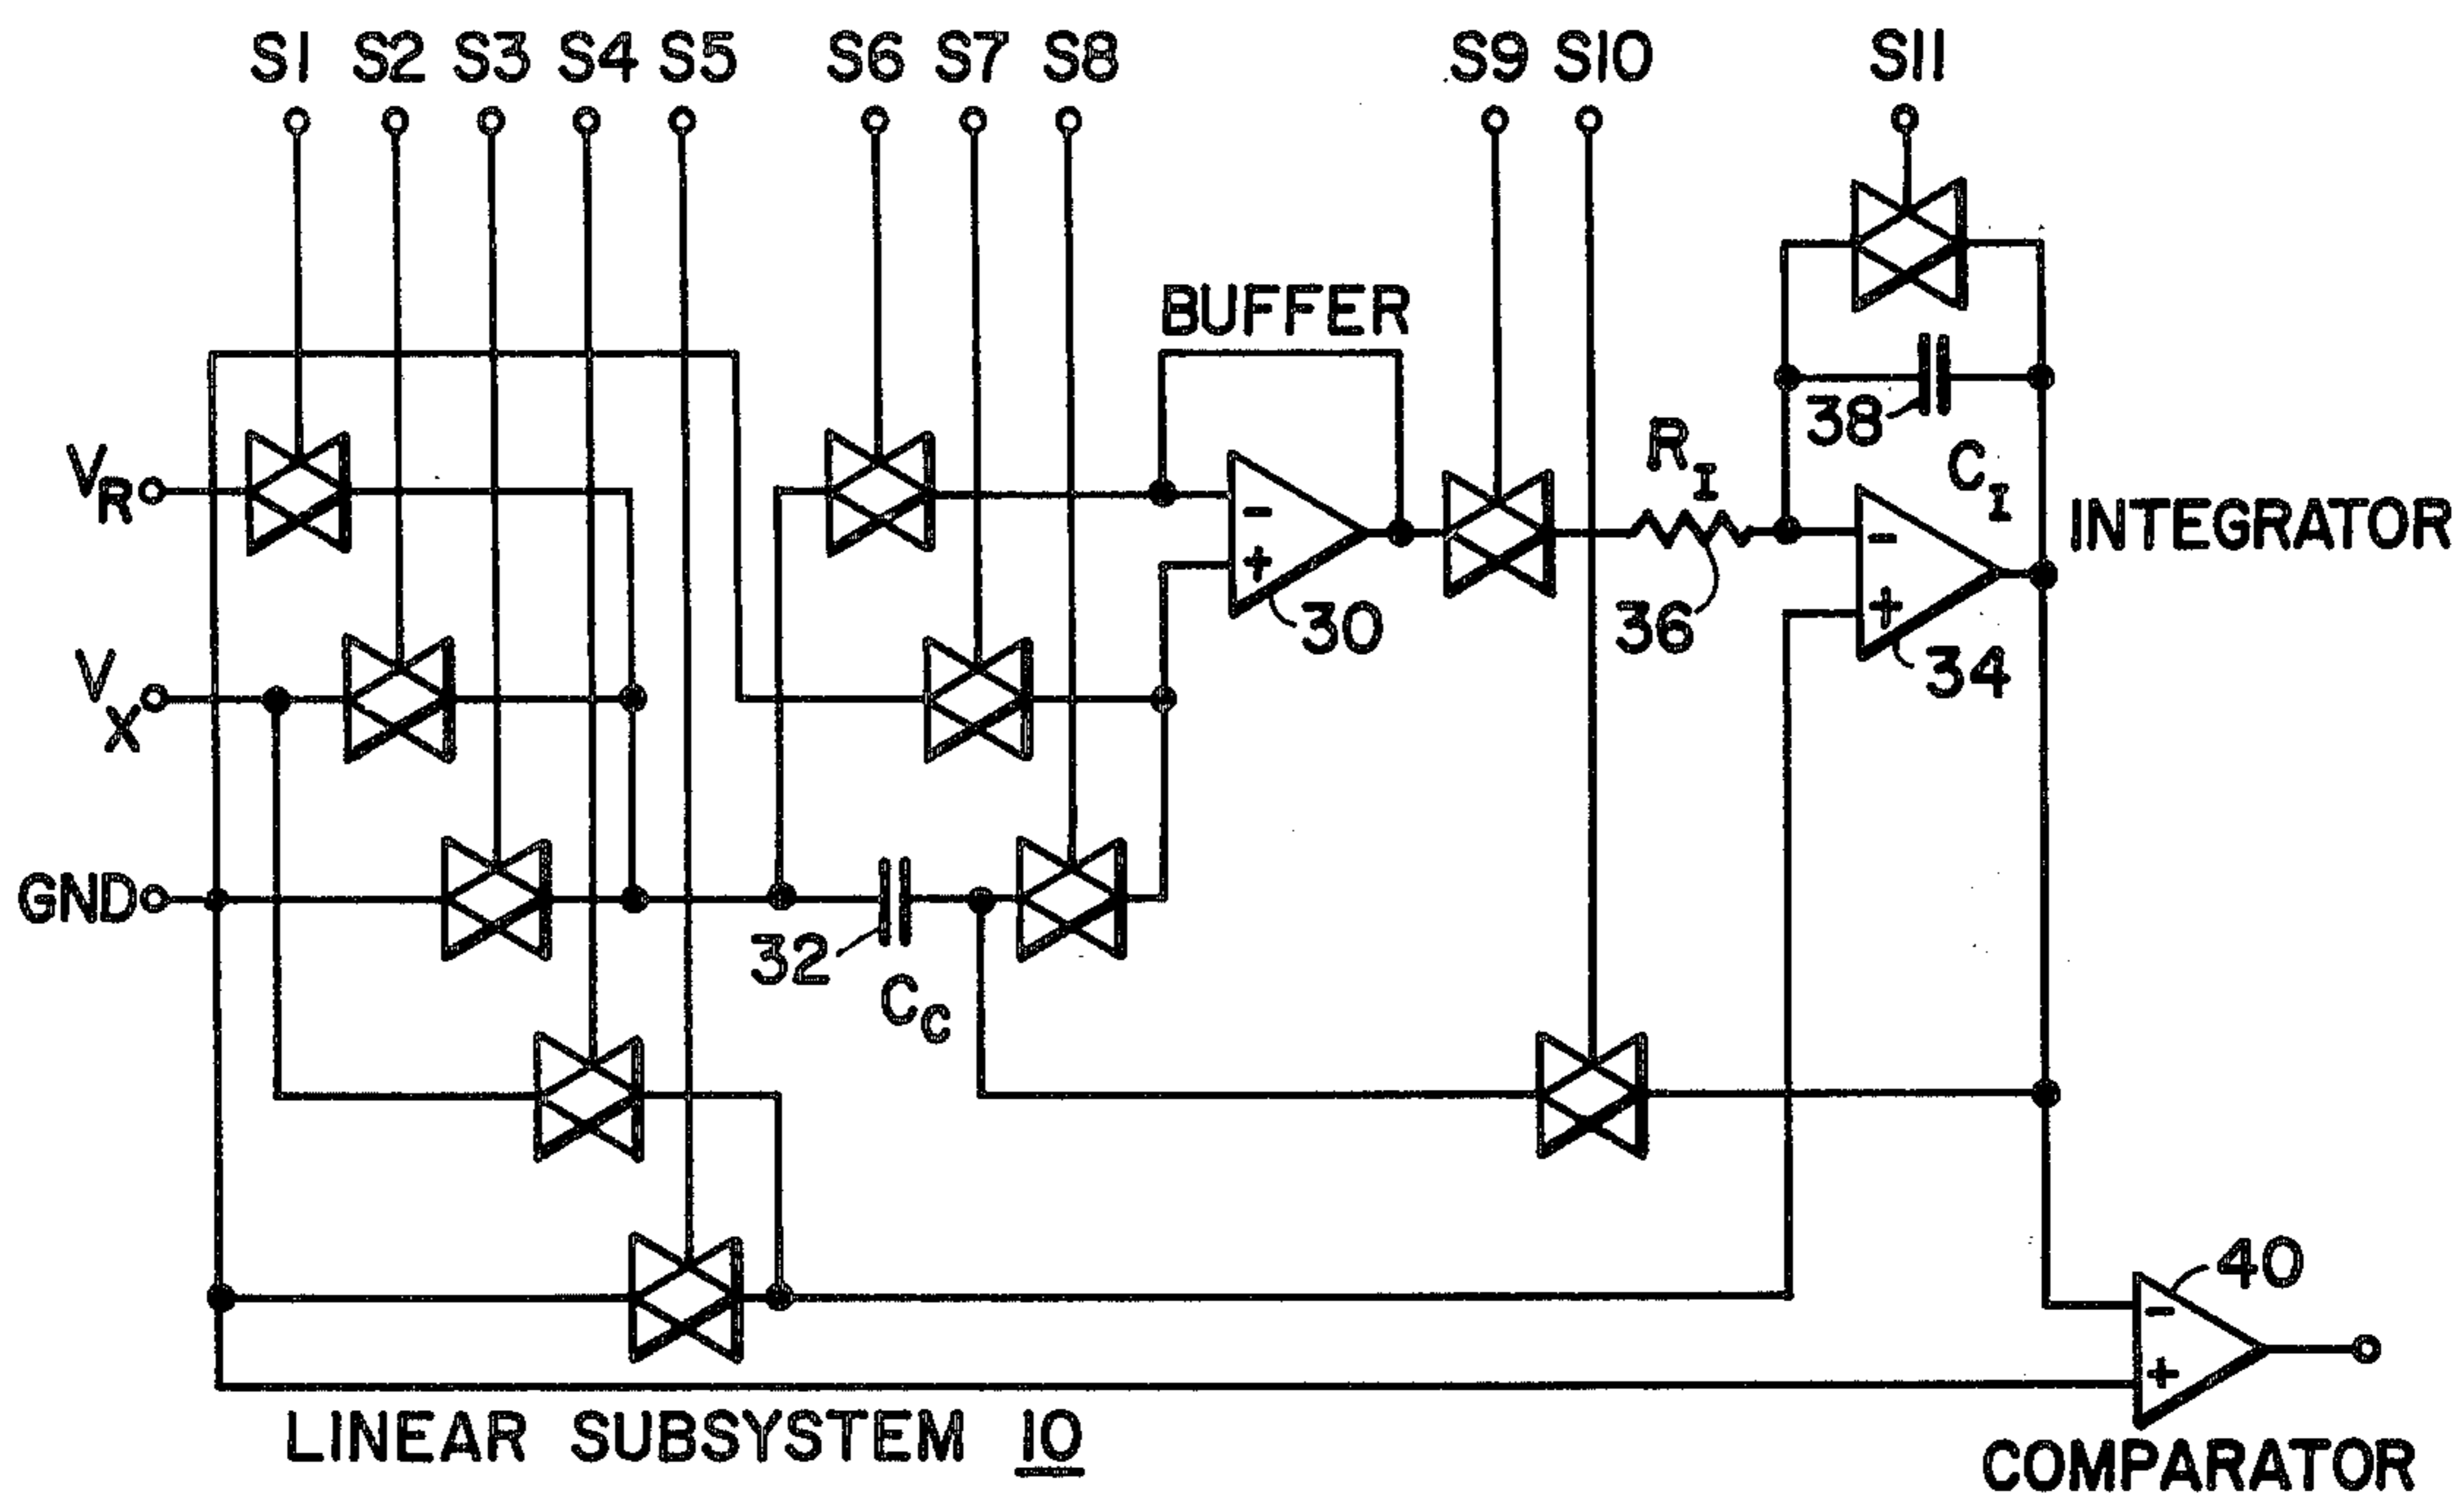 S1 S2 S3 S4 S5 S6 S7 S8 S9 S10 S11
BUFFER
VR
RI
38
CI
INTEGRATOR
-
+
30
36
-
+
34
VX
GND
32
CC
40
-
+
LINEAR SUBSYSTEM 10
COMPARATOR